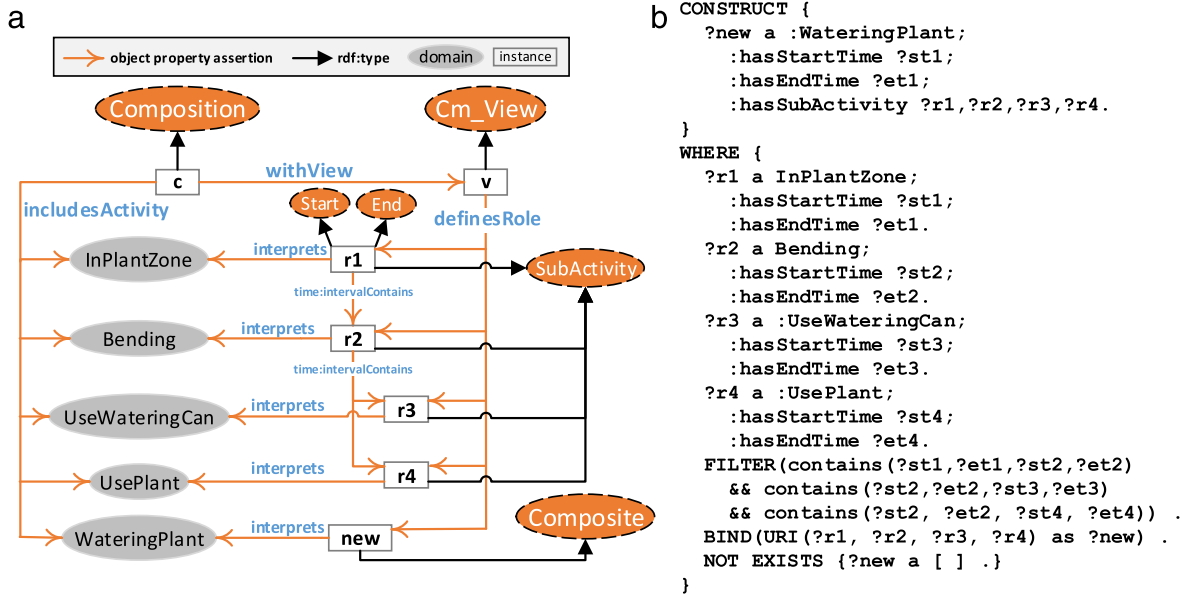 a
object property assertion
rdf:type
domain
instance
Composition
Cm_View
c
withView
v
includesActivity
Start
End
definesRole
InPlantZone
interprets
r1
SubActivity
time:intervalContains
Bending
interprets
r2
time:intervalContains
UseWateringCan
interprets
r3
UsePlant
interprets
r4
Composite
WateringPlant
interprets
new
b
CONSTRUCT {
?new a :WateringPlant;
:hasStartTime ?st1;
:hasEndTime ?et1;
:hasSubActivity ?r1,?r2,?r3,?r4.
}
WHERE {
?r1 a InPlantZone;
:hasStartTime ?st1;
:hasEndTime ?et1.
?r2 a Bending;
:hasStartTime ?st2;
:hasEndTime ?et2.
?r3 a :UseWateringCan;
:hasStartTime ?st3;
:hasEndTime ?et3.
?r4 a :UsePlant;
:hasStartTime ?st4;
:hasEndTime ?et4.
FILTER(contains(?st1,?et1,?st2,?et2)
&& contains(?st2,?et2,?st3,?et3)
&& contains(?st2, ?et2, ?st4, ?et4)) .
BIND(URI(?r1, ?r2, ?r3, ?r4) as ?new) .
NOT EXISTS {?new a [ ] .}
}